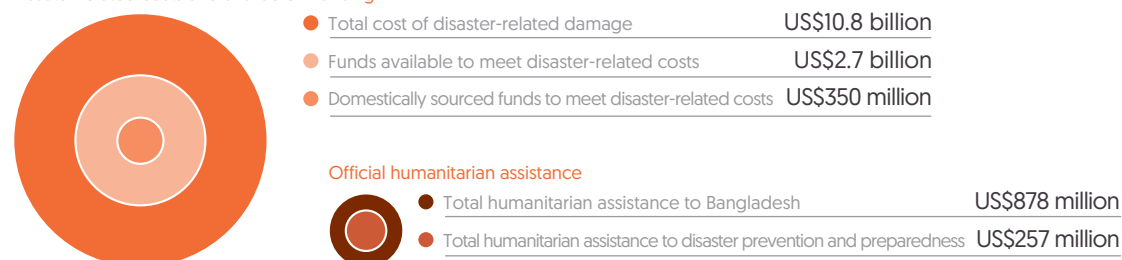 Total cost of disaster-related damage US$10.8 billion
Funds available to meet disaster-related costs US$2.7 billion
Domestically sourced funds to meet disaster-related costs US$350 million
Official humanitarian assistance
Total humanitarian assistance to Bangladesh US$878 million
Total humanitarian assistance to disaster prevention and preparedness US$257 million